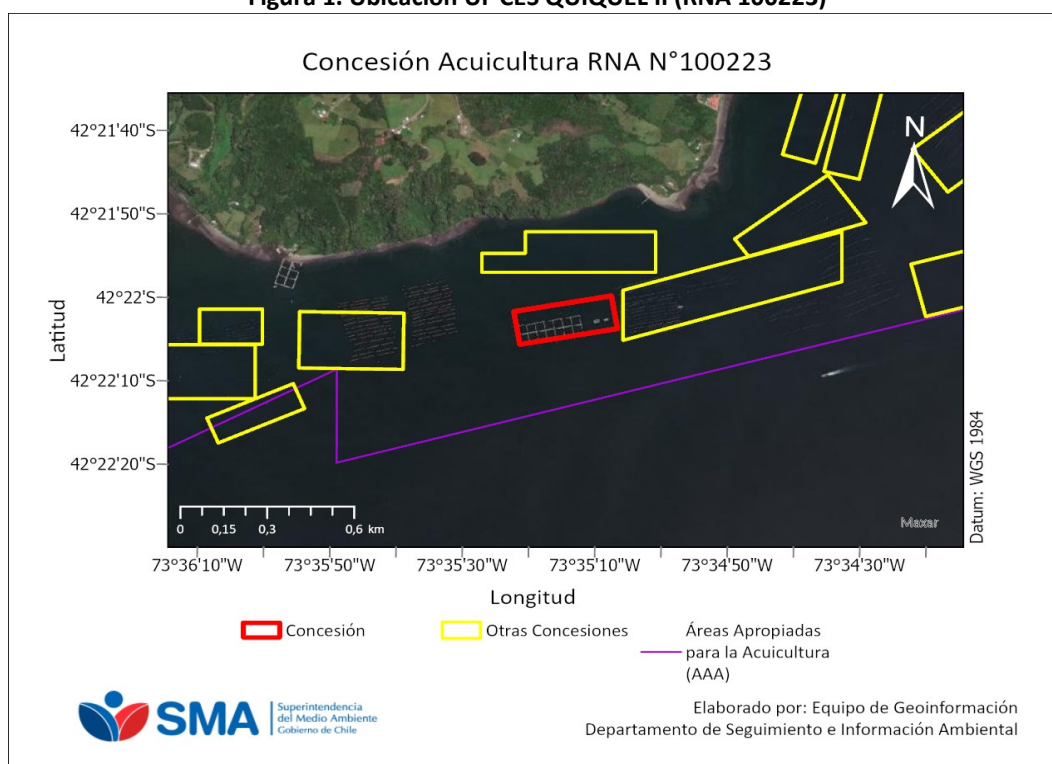 Figura 1. Ubicación UF CES QUIQUEL II (RNA 100223)
Concesión Acuicultura RNA N°100223
42°21'40"S
42°21'50"S
42°22'S
42°22'10"S
42°22'20"S
Latitud
N
Datum: WGS 1984
Maxar
0 0,15 0,3 0,6 km
73°36'10"W 73°35'50"W 73°35'30"W 73°35'10"W 73°34'50"W 73°34'30"W
Longitud
Concesión
Otras Concesiones
Áreas Apropiadas
para la Acuicultura
(AAA)
SMA
Superintendencia
del Medio Ambiente
Gobierno de Chile
Elaborado por: Equipo de Geoinformación
Departamento de Seguimiento e Información Ambiental